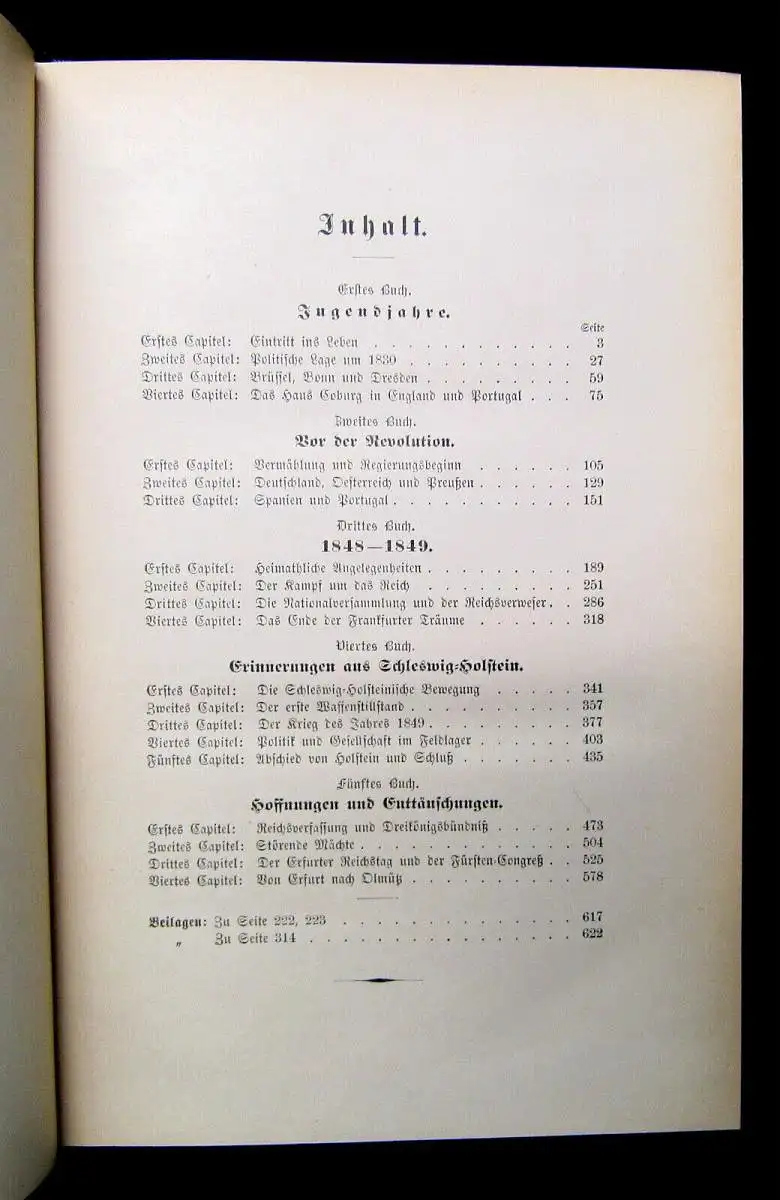 Inhalt.
Erstes Buch.
Jugendjahre.
Seite
Erstes Capitel: Eintritt ins Leben . . . . . . . . . . . 3
Zweites Capitel: Politische Lage um 1830 . . . . . . . . . . 27
Drittes Capitel: Brüssel, Bonn und Dresden . . . . . . . . . 59
Viertes Capitel: Das Haus Coburg in England und Portugal . . . 75
Zweites Buch.
Vor der Revolution.
Erstes Capitel: Vermählung und Regierungsbeginn . . . . . . 105
Zweites Capitel: Deutschland, Oesterreich und Preußen . . . . . . 129
Drittes Capitel: Spanien und Portugal . . . . . . . . . . . 151
Drittes Buch.
1848—1849.
Erstes Capitel: Heimathliche Angelegenheiten . . . . . . . . . 189
Zweites Capitel: Der Kampf um das Reich . . . . . . . . . 251
Drittes Capitel: Die Nationalversammlung und der Reichsverweser . . 286
Viertes Capitel: Das Ende der Frankfurter Träume . . . . . . 318
Viertes Buch.
Erinnerungen aus Schleswig-Holstein.
Erstes Capitel: Die Schleswig-Holsteinische Bewegung . . . . . 341
Zweites Capitel: Der erste Waffenstillstand . . . . . . . . . . 357
Drittes Capitel: Der Krieg des Jahres 1849 . . . . . . . . . 377
Viertes Capitel: Politik und Gesellschaft im Feldlager . . . . . . 403
Fünftes Capitel: Abschied von Holstein und Schluß . . . . . . . 435
Fünftes Buch.
Hoffnungen und Enttäuschungen.
Erstes Capitel: Reichsverfassung und Dreikönigsbündniß . . . . . 473
Zweites Capitel: Störende Mächte . . . . . . . . . . . . . 504
Drittes Capitel: Der Erfurter Reichstag und der Fürsten-Congreß . . 525
Viertes Capitel: Von Erfurt nach Olmütz . . . . . . . . . . 578
Beilagen: Zu Seite 222, 223 . . . . . . . . . . . . . . 617
„ Zu Seite 314 . . . . . . . . . . . . . . . . 622